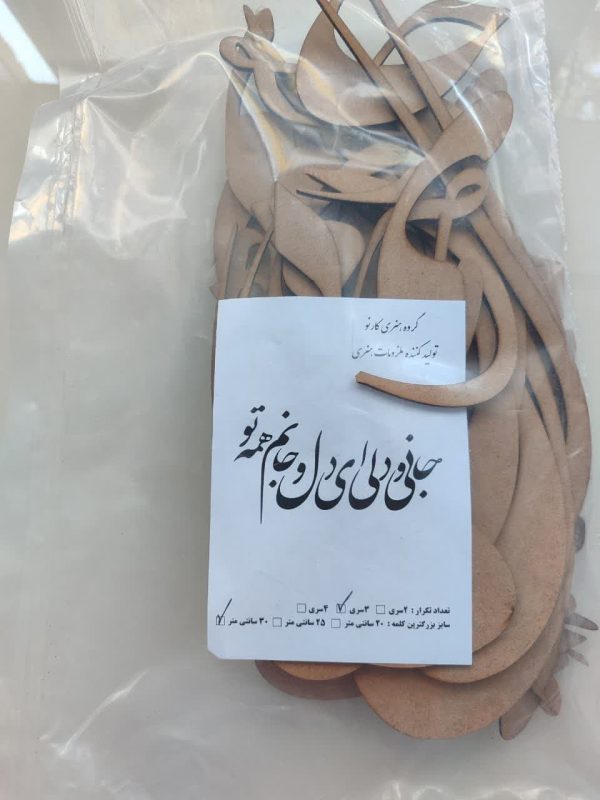 گروه هنری کارنو
تولید کننده ملزومات هنری
جانی و دلی ای دل و جانم همه تو
تعداد تکرار : ۲سری ☐ ۳سری ☑ ۴سری ☐
سایز بزرگترین کلمه : ۲۰ سانتی متر ☐ ۲۵ سانتی متر ☐ ۳۰ سانتی متر ☑